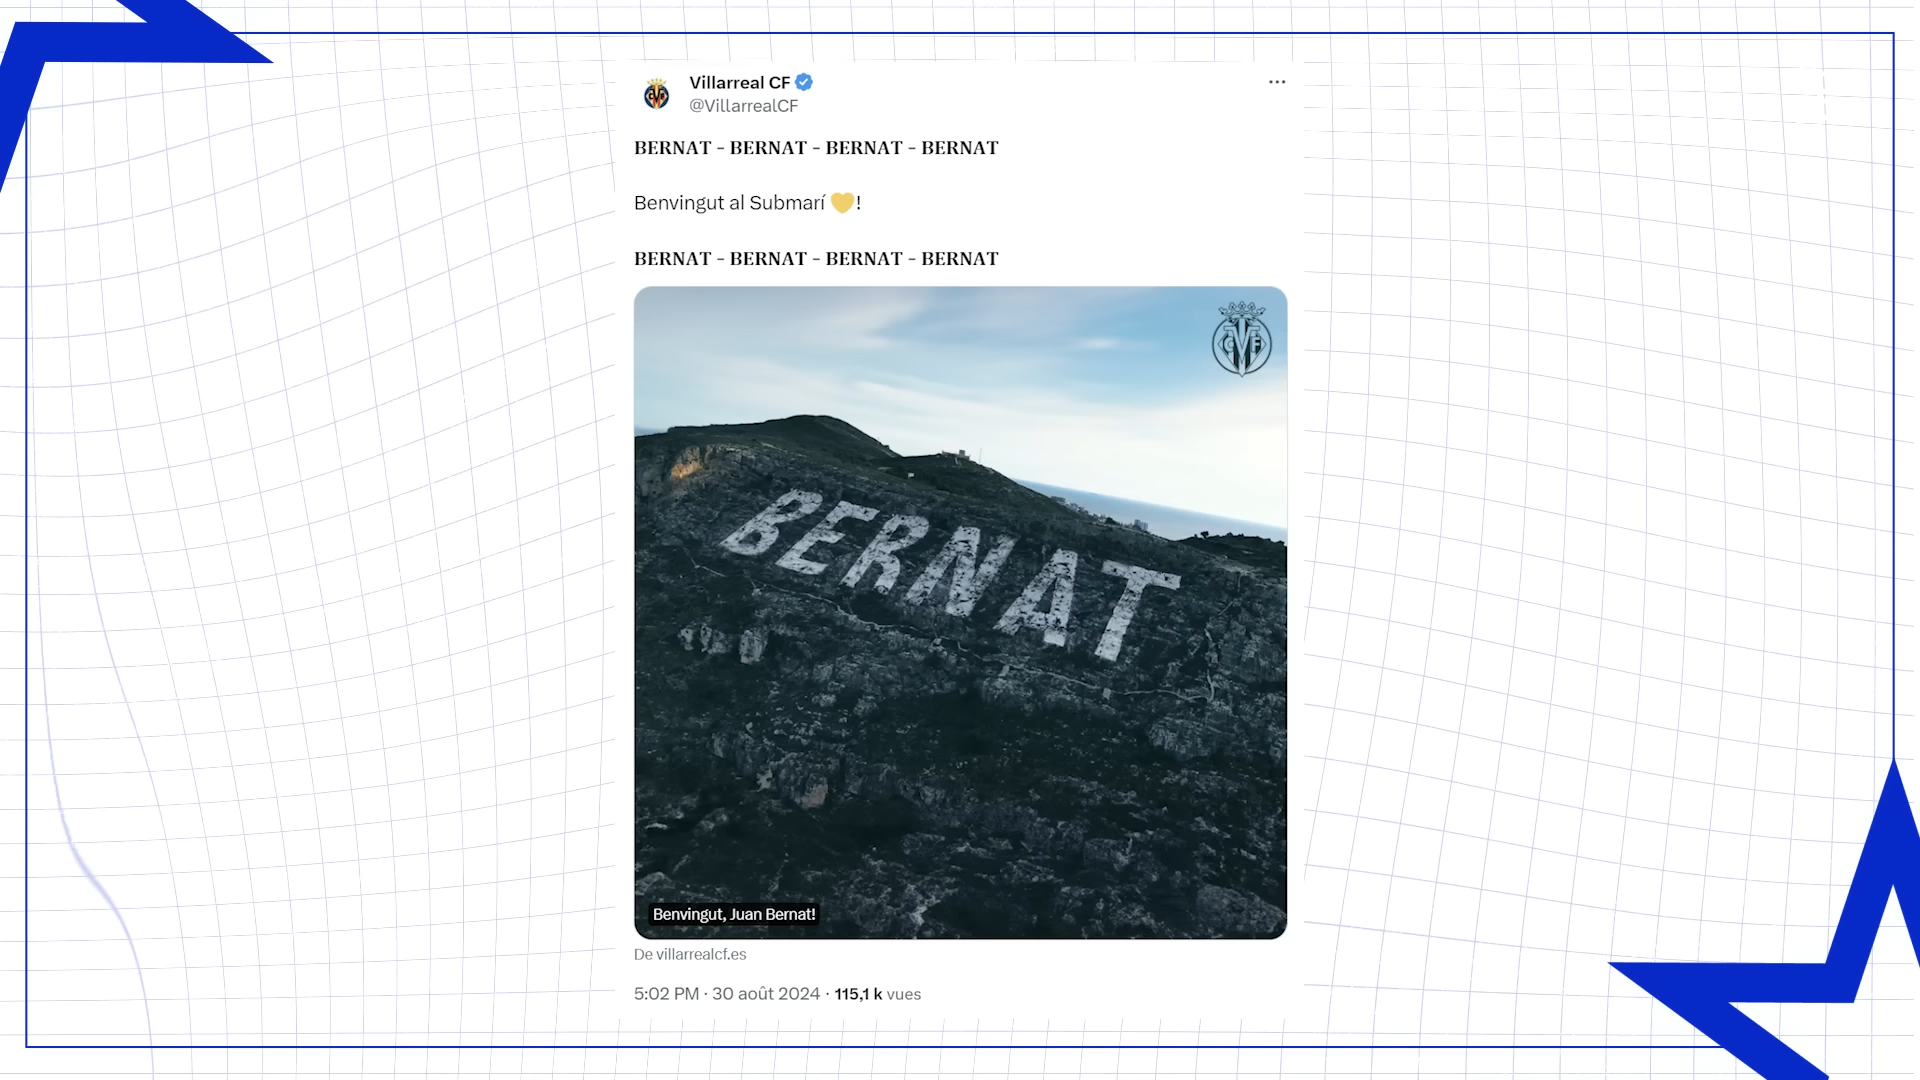 Villarreal CF
@VillarrealCF
BERNAT - BERNAT - BERNAT - BERNAT
Benvingut al Submarí 💛!
BERNAT - BERNAT - BERNAT - BERNAT
CVF
BERNAT
Benvingut, Juan Bernat!
De villarrealcf.es
5:02 PM · 30 août 2024 · 115,1 k vues